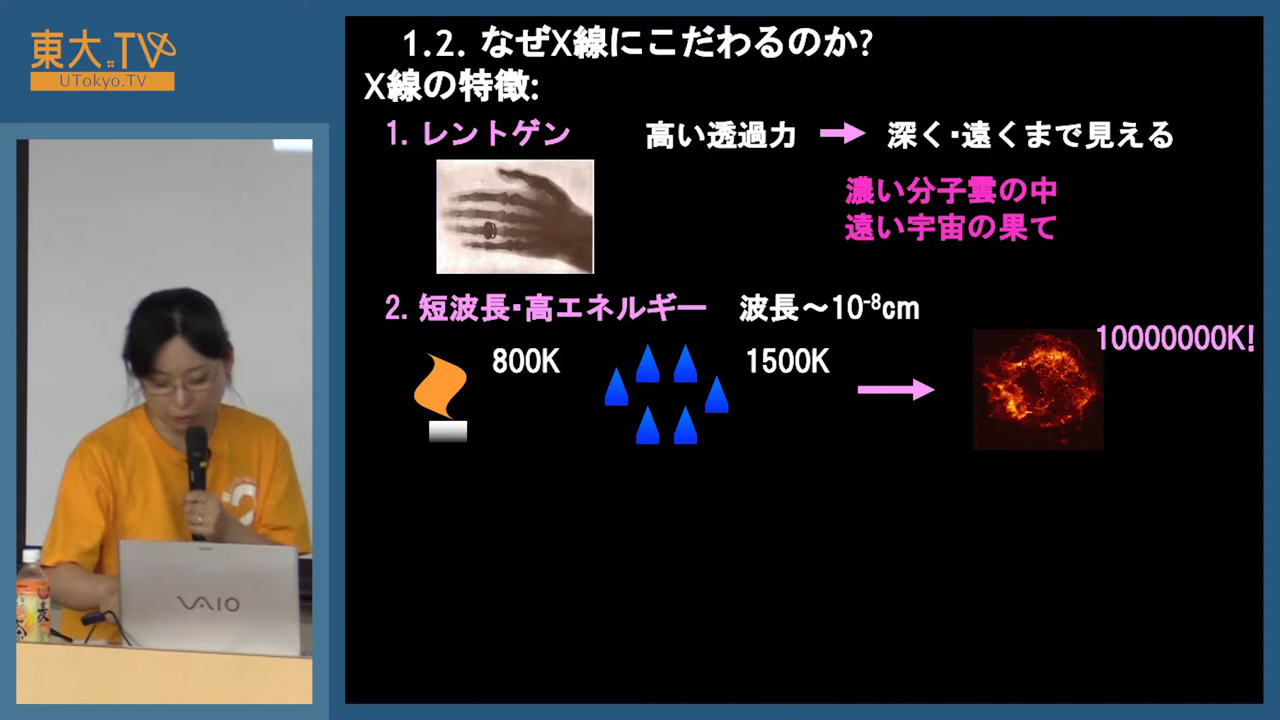 東大.TV
UTokyo.TV
1.2. なぜX線にこだわるのか?
X線の特徴:
1. レントゲン 高い透過力 深く・遠くまで見える
濃い分子雲の中
遠い宇宙の果て
2. 短波長・高エネルギー 波長～10⁻⁸cm
800K 1500K 10000000K!
VAIO